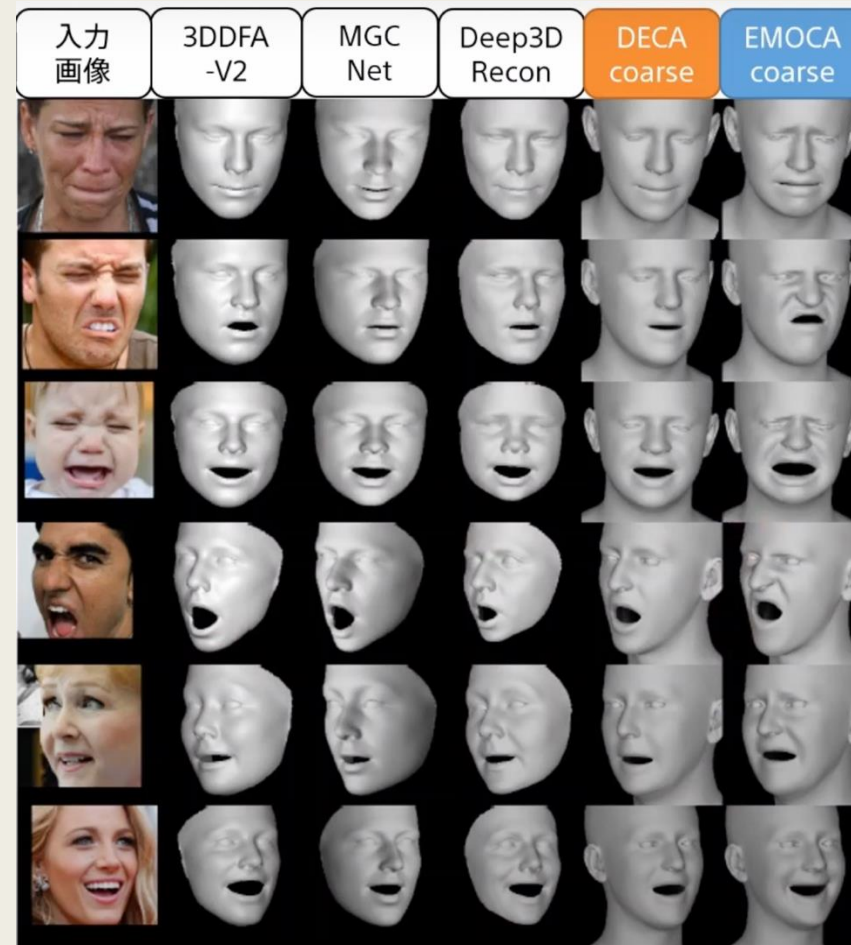 入力
画像
3DDFA
-V2
MGC
Net
Deep3D
Recon
DECA
coarse
EMOCA
coarse